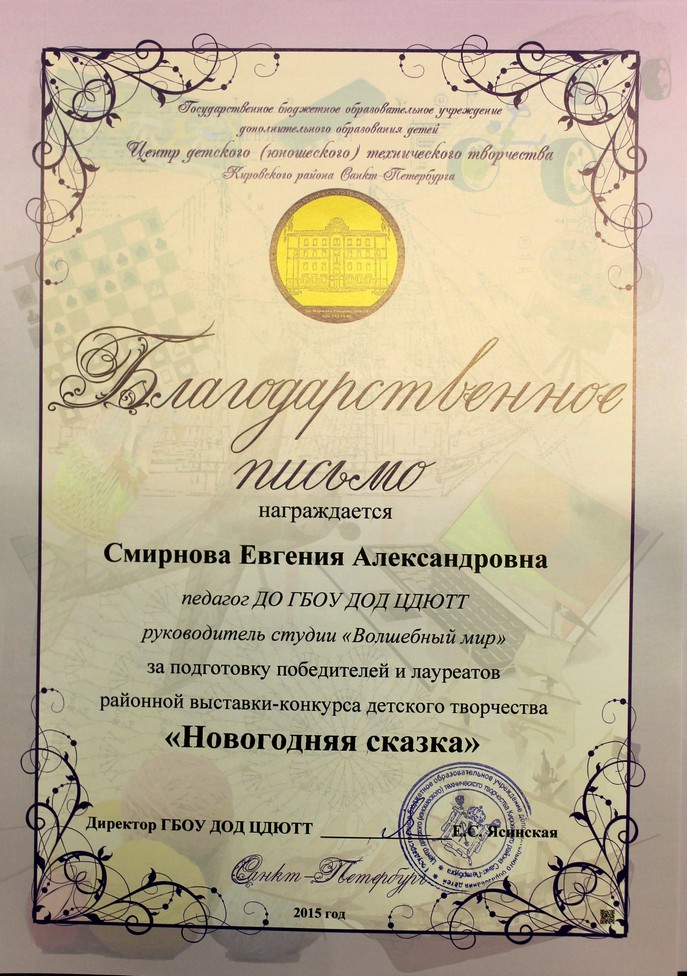 Государственное бюджетное образовательное учреждение
дополнительного образования детей
Центр детского (юношеского) технического творчества
Кировского района Санкт-Петербурга
Благодарственное
письмо
награждается
Смирнова Евгения Александровна
педагог ДО ГБОУ ДОД ЦДЮТТ
руководитель студии «Волшебный мир»
за подготовку победителей и лауреатов
районной выставки-конкурса детского творчества
«Новогодняя сказка»
Директор ГБОУ ДОД ЦДЮТТ Е.С. Ясинская
Санкт-Петербург
2015 год